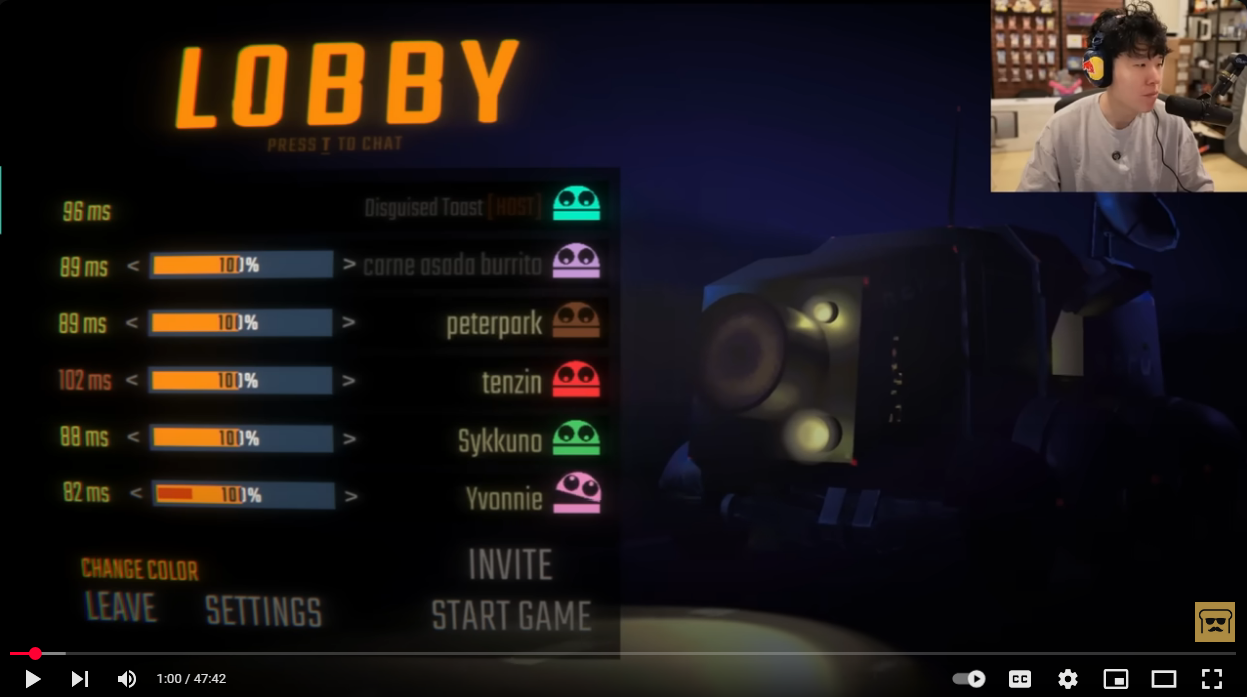 LOBBY
PRESS T TO CHAT
96 ms Disguised Toast [HOST]
89 ms < 100% > carne asada burrito
89 ms < 100% > peterpark
102 ms < 100% > tenzin
88 ms < 100% > Sykkuno
82 ms < 100% > Yvonnie
CHANGE COLOR
INVITE
LEAVE SETTINGS START GAME
1:00 / 47:42
CC